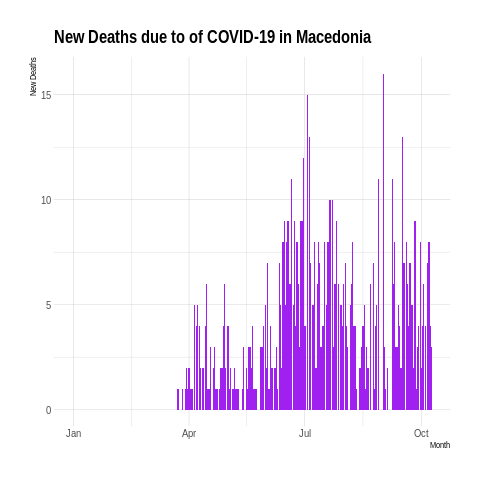 New Deaths due to of COVID-19 in Macedonia
New Deaths
15
10
5
0
Jan
Apr
Jul
Oct
Month